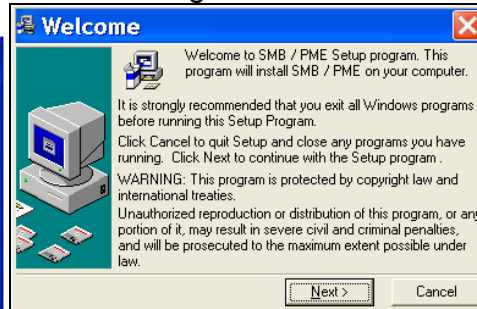 Welcome
Welcome to SMB / PME Setup program. This
program will install SMB / PME on your computer.
It is strongly recommended that you exit all Windows programs
before running this Setup Program.
Click Cancel to quit Setup and close any programs you have
running. Click Next to continue with the Setup program .
WARNING: This program is protected by copyright law and
international treaties.
Unauthorized reproduction or distribution of this program, or any
portion of it, may result in severe civil and criminal penalties,
and will be prosecuted to the maximum extent possible under
law.
Next >
Cancel